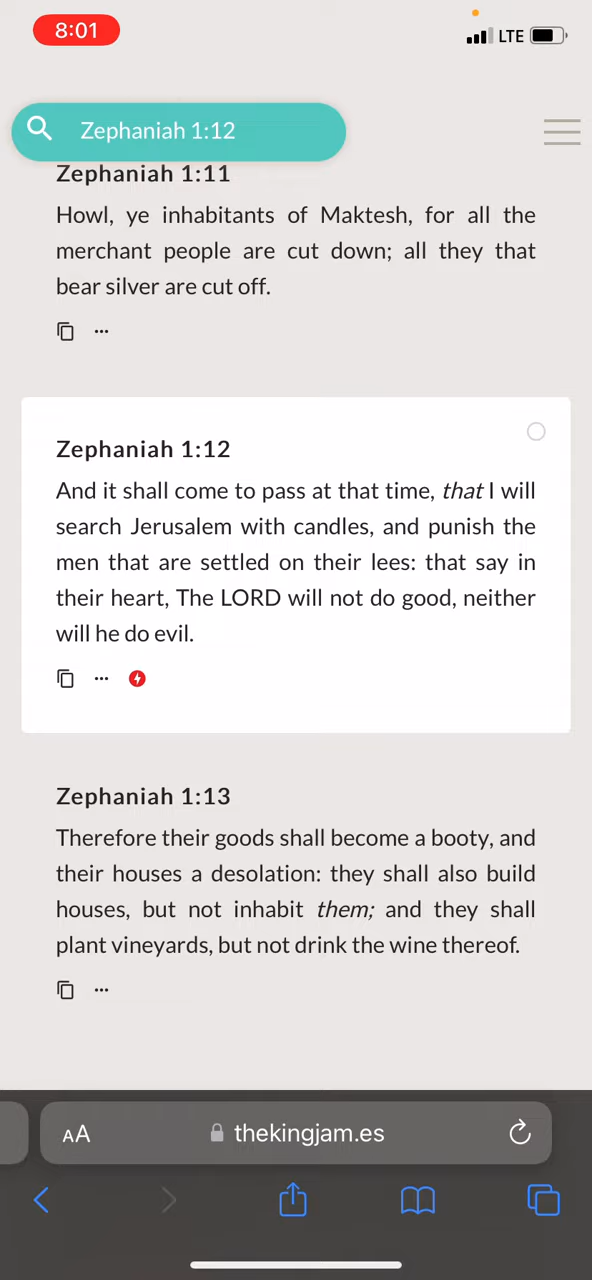 8:01
LTE
Zephaniah 1:12
Zephaniah 1:11
Howl, ye inhabitants of Maktesh, for all the
merchant people are cut down; all they that
bear silver are cut off.
Zephaniah 1:12
And it shall come to pass at that time, that I will
search Jerusalem with candles, and punish the
men that are settled on their lees: that say in
their heart, The LORD will not do good, neither
will he do evil.
Zephaniah 1:13
Therefore their goods shall become a booty, and
their houses a desolation: they shall also build
houses, but not inhabit them; and they shall
plant vineyards, but not drink the wine thereof.
AA
thekingjam.es